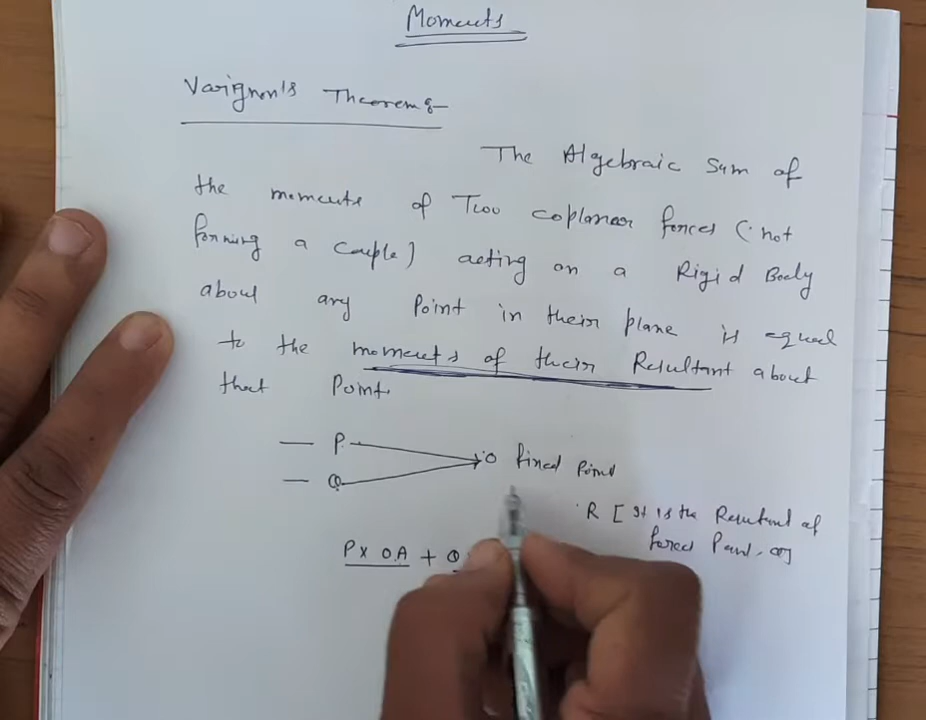 Moments
Varignon's Theorem :-
The Algebraic Sum of
the moments of Two coplanar forces (not
forming a couple) acting on a Rigid Body
about any Point in their plane is equal
to the moments of their Resultant about
that Point.
— P. O fixed Point
— Q
R [It is the Resultant of
forces P and
P x OA + Q